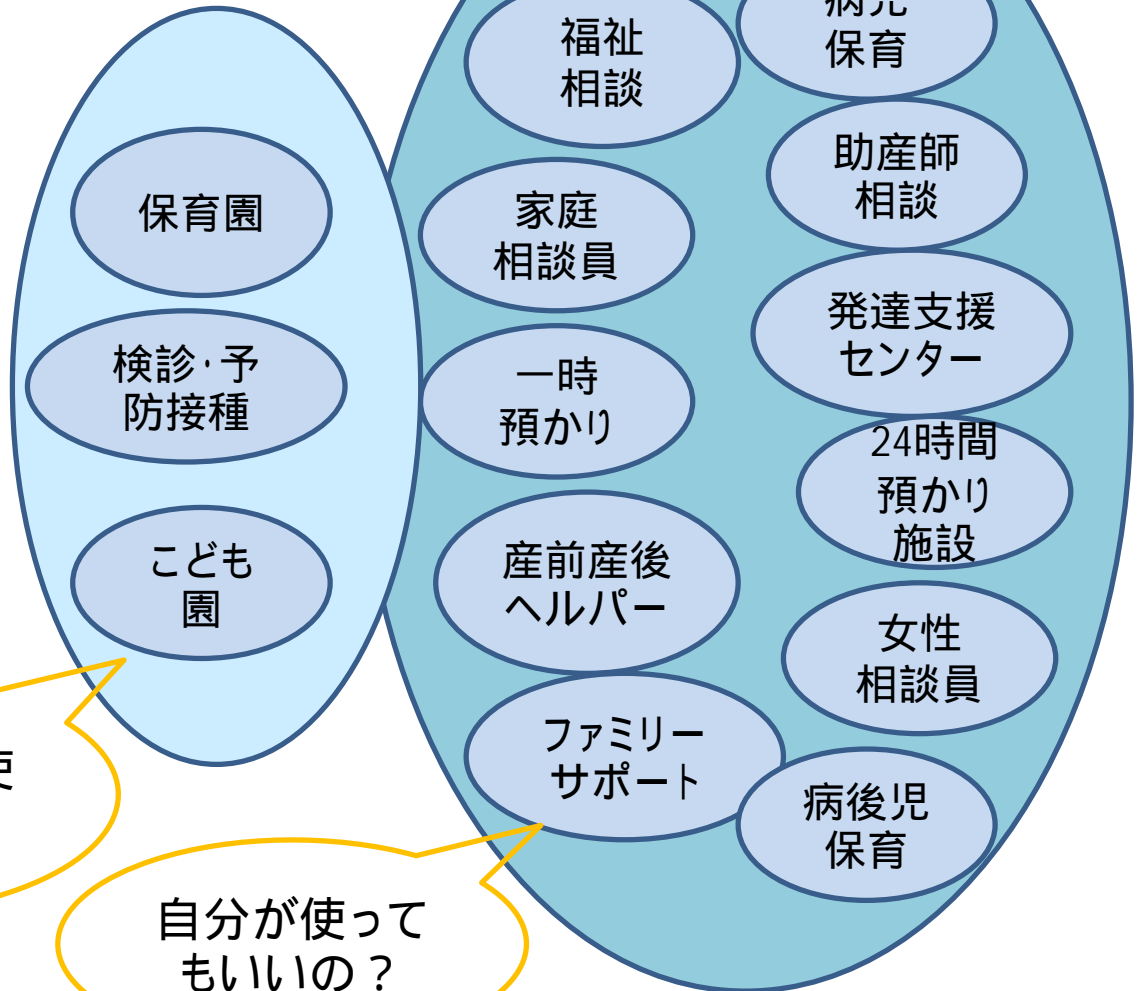 保育園
検診・予
防接種
こども
園
使
福祉
相談
家庭
相談員
一時
預かり
産前産後
ヘルパー
ファミリー
サポート
病児
保育
助産師
相談
発達支援
センター
24時間
預かり
施設
女性
相談員
病後児
保育
自分が使って
もいいの？